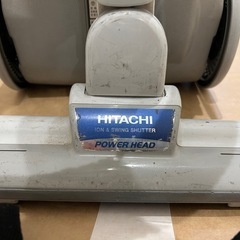 HITACHI
ION & SWING SHUTTER
POWER HEAD